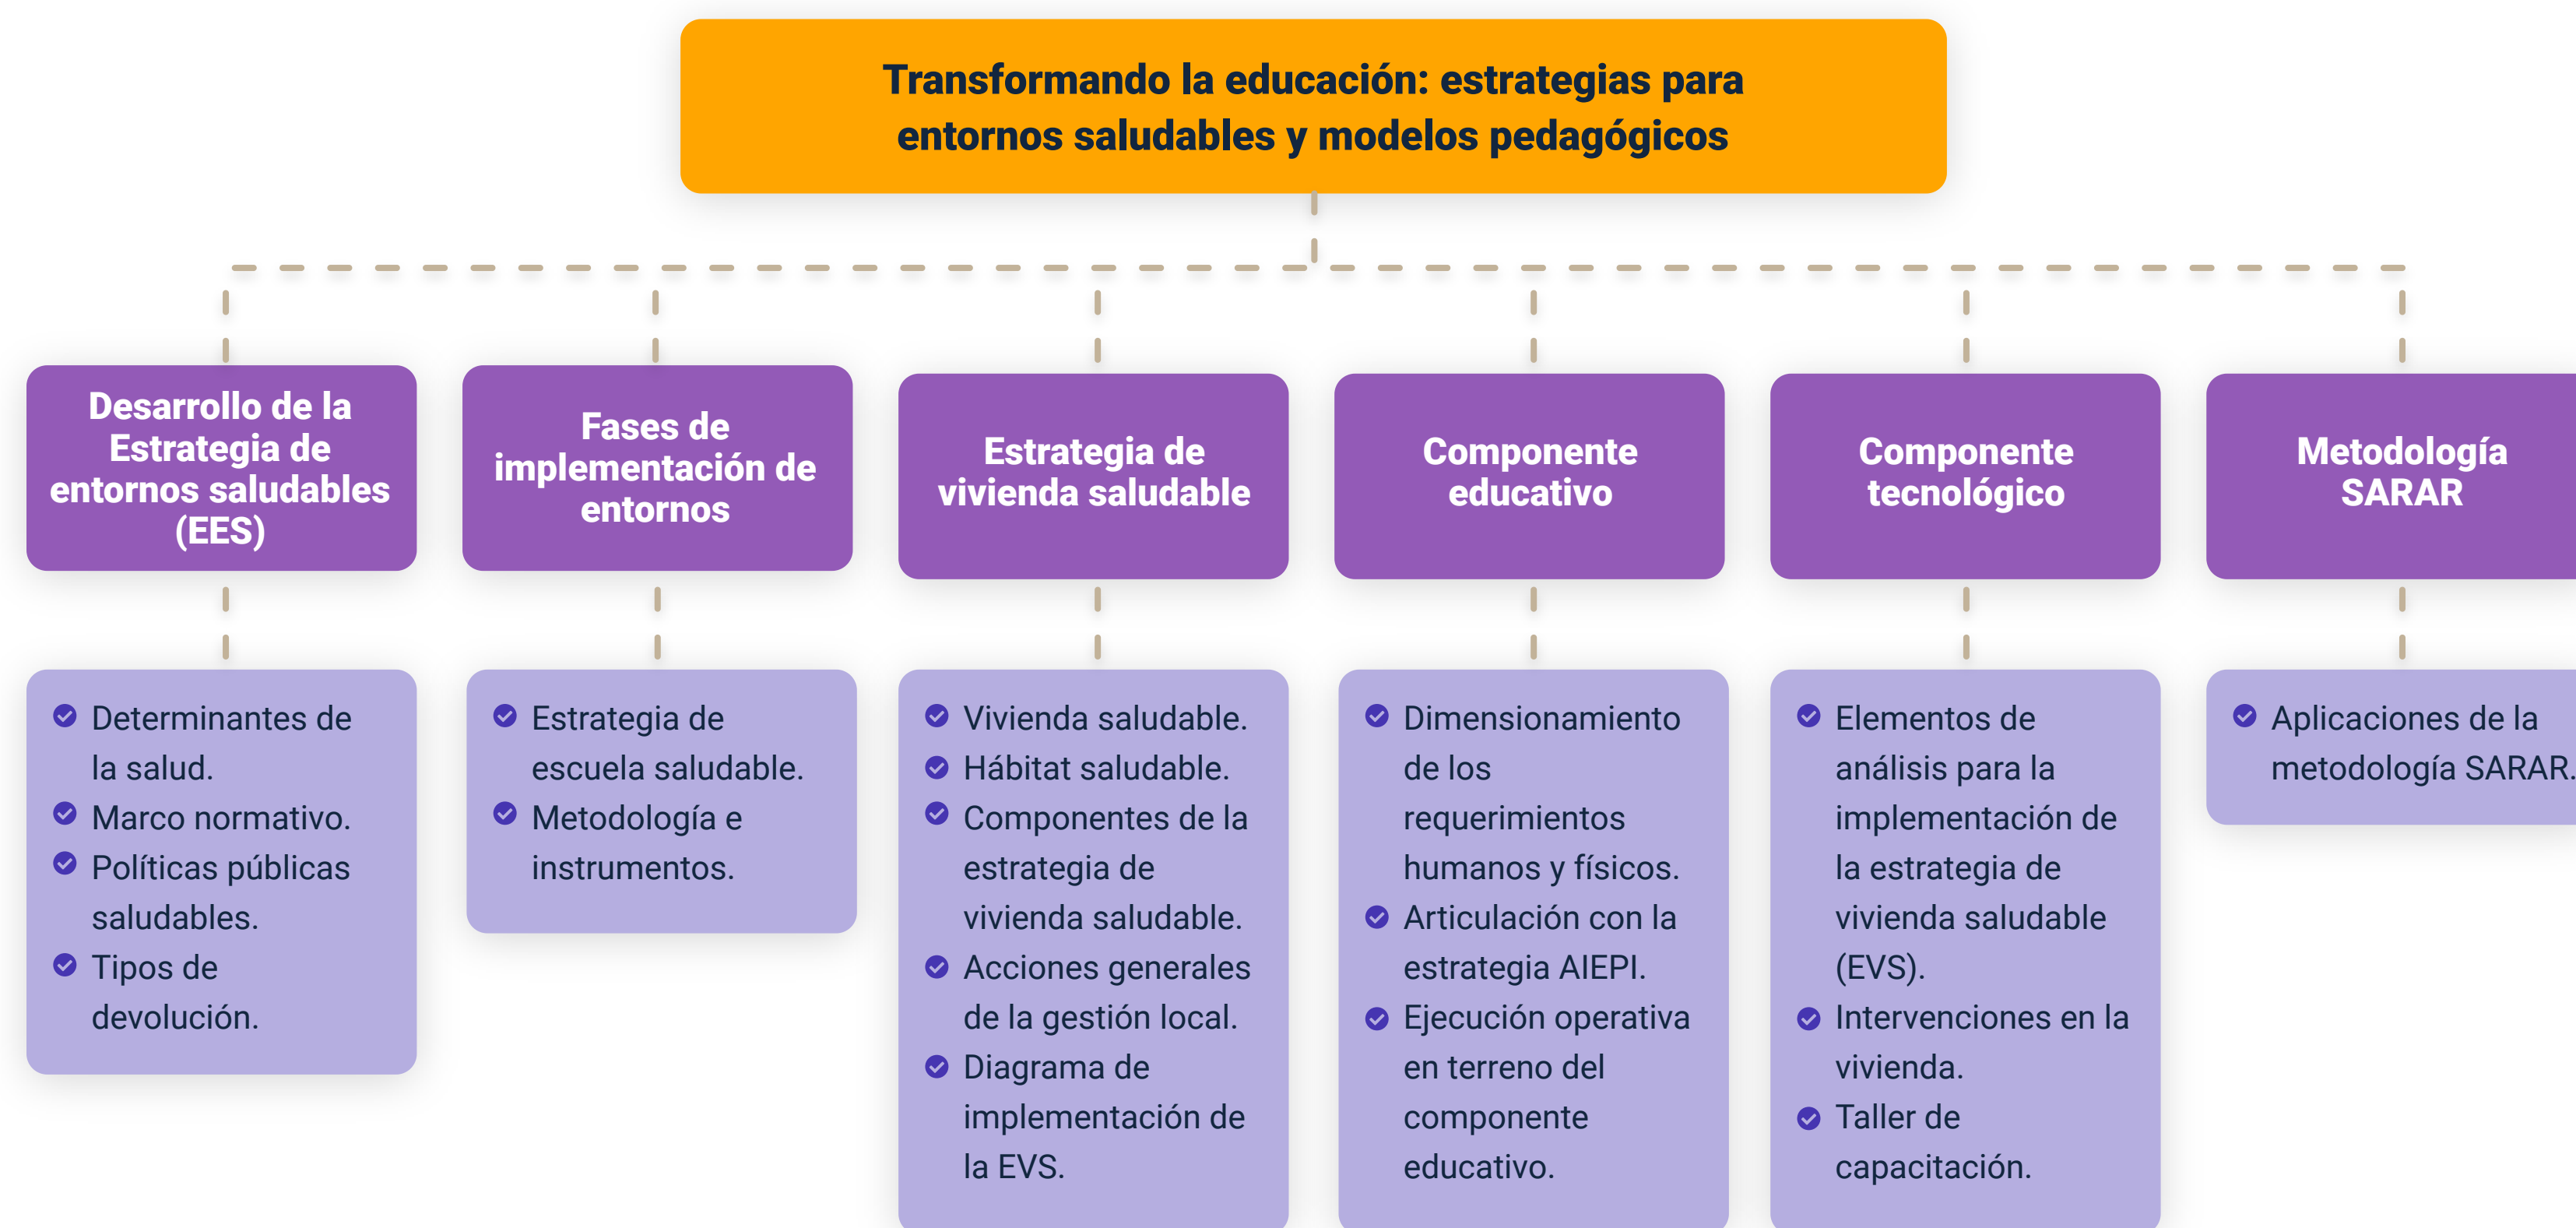 Transformando la educación: estrategias para
entornos saludables y modelos pedagógicos
Desarrollo de la
Estrategia de
entornos saludables
(EES)
Fases de
implementación de
entornos
Estrategia de
vivienda saludable
Componente
educativo
Componente
tecnológico
Metodología
SARAR
Determinantes de
la salud.
Marco normativo.
Políticas públicas
saludables.
Tipos de
devolución.
Estrategia de
escuela saludable.
Metodología e
instrumentos.
Vivienda saludable.
Hábitat saludable.
Componentes de la
estrategia de
vivienda saludable.
Acciones generales
de la gestión local.
Diagrama de
implementación de
la EVS.
Dimensionamiento
de los
requerimientos
humanos y físicos.
Articulación con la
estrategia AIEPI.
Ejecución operativa
en terreno del
componente
educativo.
Elementos de
análisis para la
implementación de
la estrategia de
vivienda saludable
(EVS).
Intervenciones en la
vivienda.
Taller de
capacitación.
Aplicaciones de la
metodología SARAR.